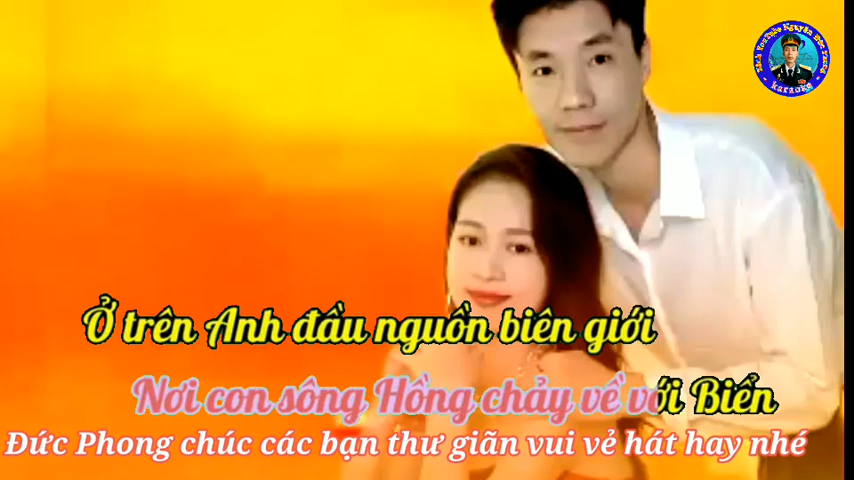 Ở trên Anh đầu nguồn biên giới
Nơi con sông Hồng chảy về với Biển
Đức Phong chúc các bạn thư giãn vui vẻ hát hay nhé
karaoke